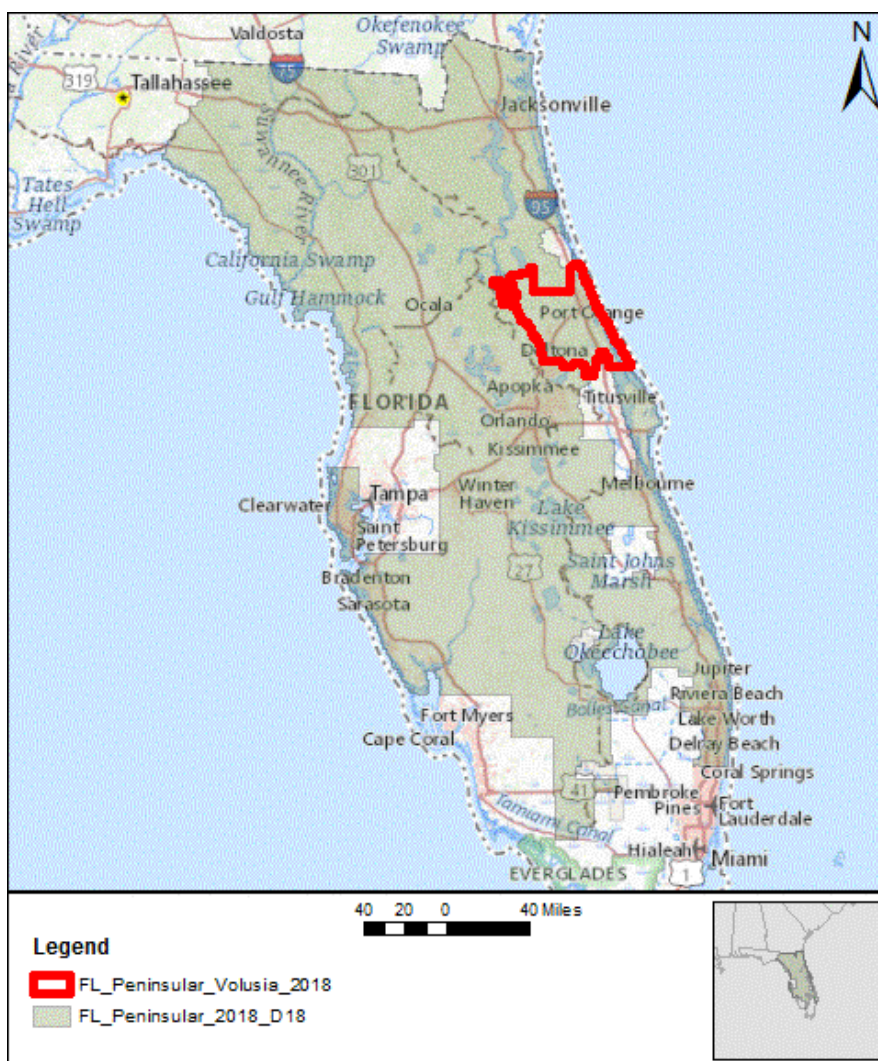 Okefenokee
Swamp
Valdosta
N
75
319
Tallahassee
River
Jacksonville
Suwannee
River
301
Tates
Hell
Swamp
95
California Swamp
Gulf Hammock
Ocala
Port Orange
Deltona
Apopka
Titusville
FLORIDA
Orlando
Kissimmee
Melbourne
Clearwater
Tampa
Winter
Haven
Lake
Kissimmee
Saint
Petersburg
27
Saint Johns
Marsh
Bradenton
Sarasota
Lake
Okeechobee
Jupiter
Riviera Beach
Fort Myers
Bolles Canal
Lake Worth
Cape Coral
Delray Beach
Coral Springs
41
Pembroke
Pines
Fort
Lauderdale
Tamiami Canal
Hialeah
Miami
EVERGLADES
1
40 20 0 40 Miles
Legend
FL_Peninsular_Volusia_2018
FL_Peninsular_2018_D18